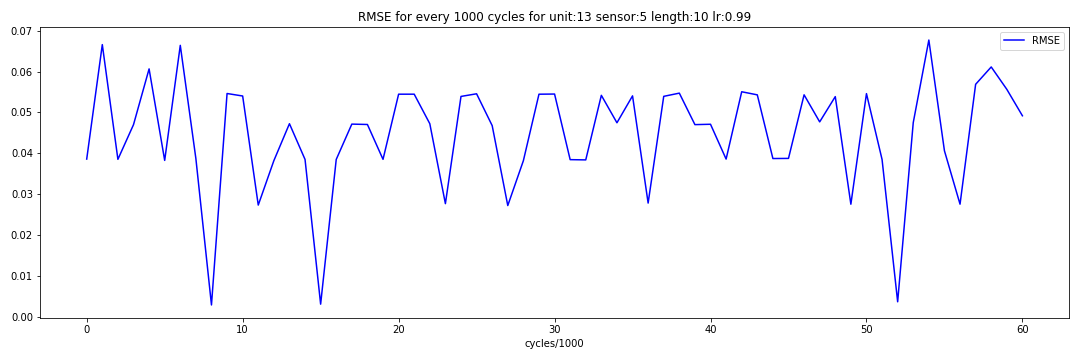 RMSE for every 1000 cycles for unit:13 sensor:5 length:10 lr:0.99
RMSE
0.07
0.06
0.05
0.04
0.03
0.02
0.01
0.00
0 10 20 30 40 50 60
cycles/1000